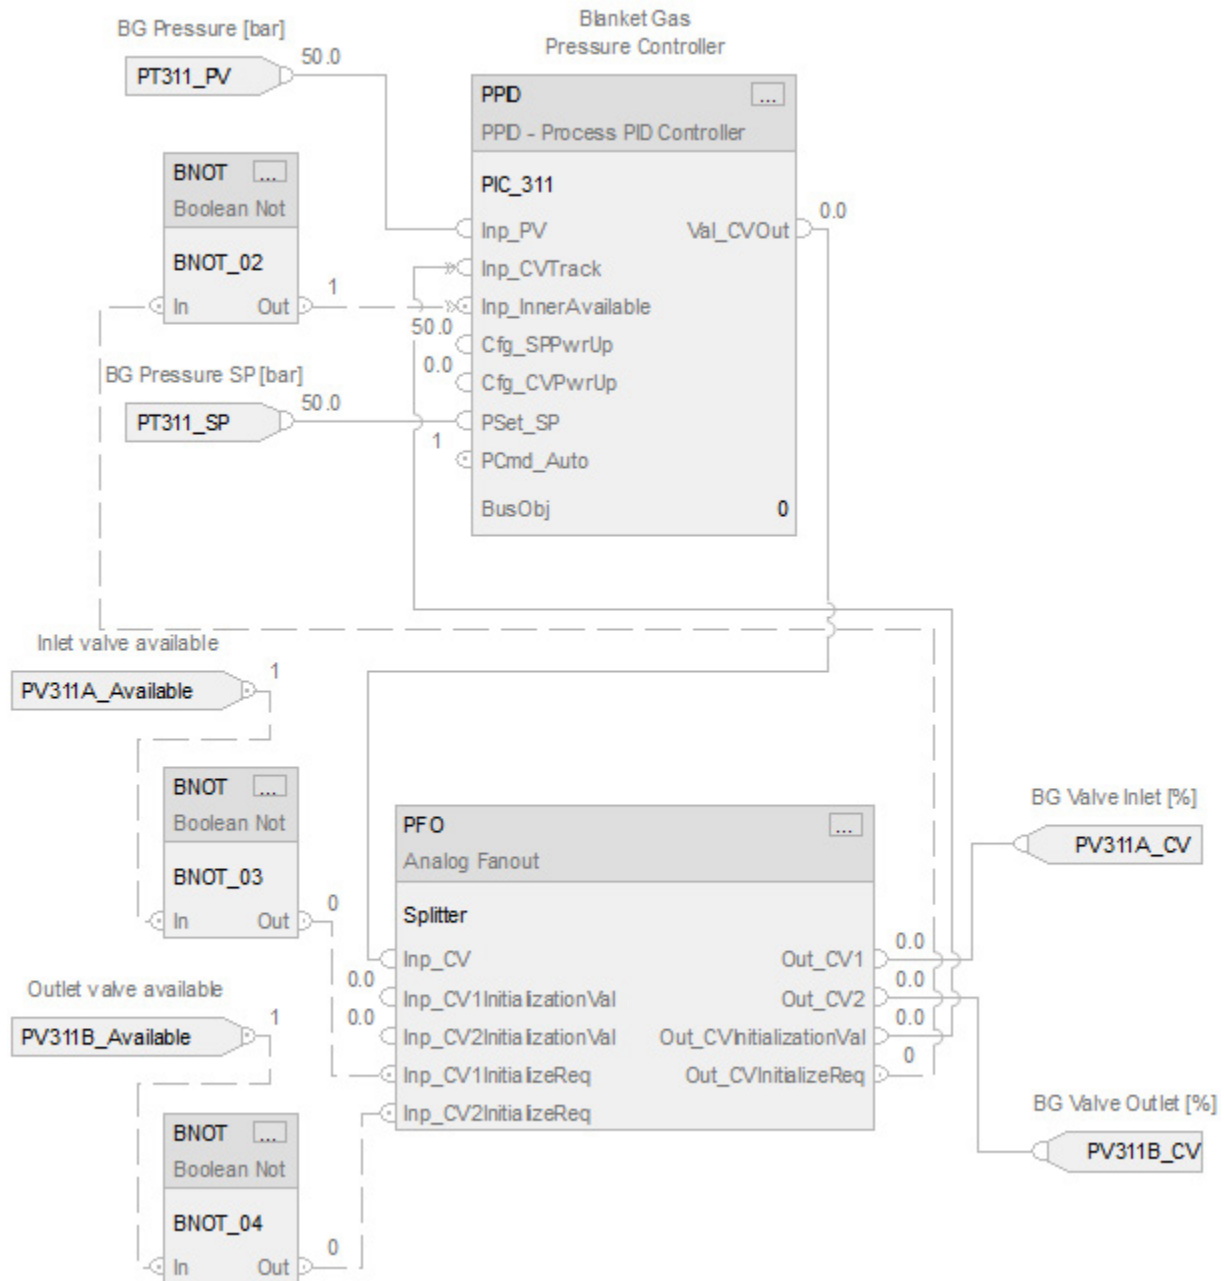 Blanket Gas
Pressure Controller
BG Pressure [bar]
PT311_PV
50.0
PPID
...
PPID - Process PID Controller
PIC_311
Inp_PV
Val_CVOut
0.0
Inp_CVTrack
Inp_InnerAvailable
50.0
Cfg_SPPwrUp
0.0
Cfg_CVPwrUp
PSet_SP
1
PCmd_Auto
BusObj
0
BNOT
...
Boolean Not
BNOT_02
In
Out
1
BG Pressure SP [bar]
PT311_SP
50.0
Inlet valve available
PV311A_Available
1
BNOT
...
Boolean Not
BNOT_03
In
Out
0
Outlet valve available
PV311B_Available
1
BNOT
...
Boolean Not
BNOT_04
In
Out
0
PFO
...
Analog Fanout
Splitter
Inp_CV
Out_CV1
0.0
0.0
Inp_CV1InitializationVal
Out_CV2
0.0
0.0
Inp_CV2InitializationVal
Out_CVInitializationVal
0.0
Inp_CV1InitializeReq
Out_CVInitializeReq
0
Inp_CV2InitializeReq
BG Valve Inlet [%]
PV311A_CV
BG Valve Outlet [%]
PV311B_CV